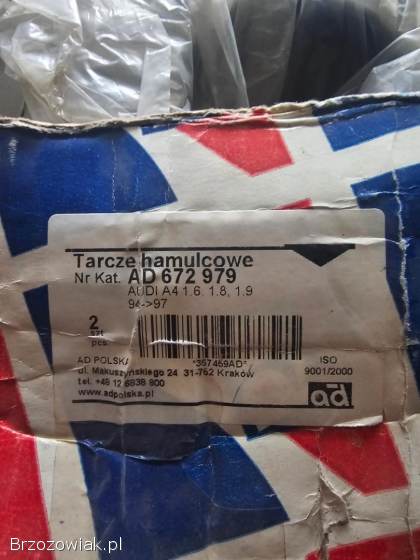 Tarcze hamulcowe
Nr Kat. AD 672 979
AUDI A4 1.6. 1.8, 1.9
94->97
2
szt
pcs.
AD POLSKA
*357469AD*
ul. Makuszyńskiego 24 31-752 Kraków
tel. +48 12 6838 800
www.adpolska.pl
ISO
9001/2000
ad
Brzozowiak.pl